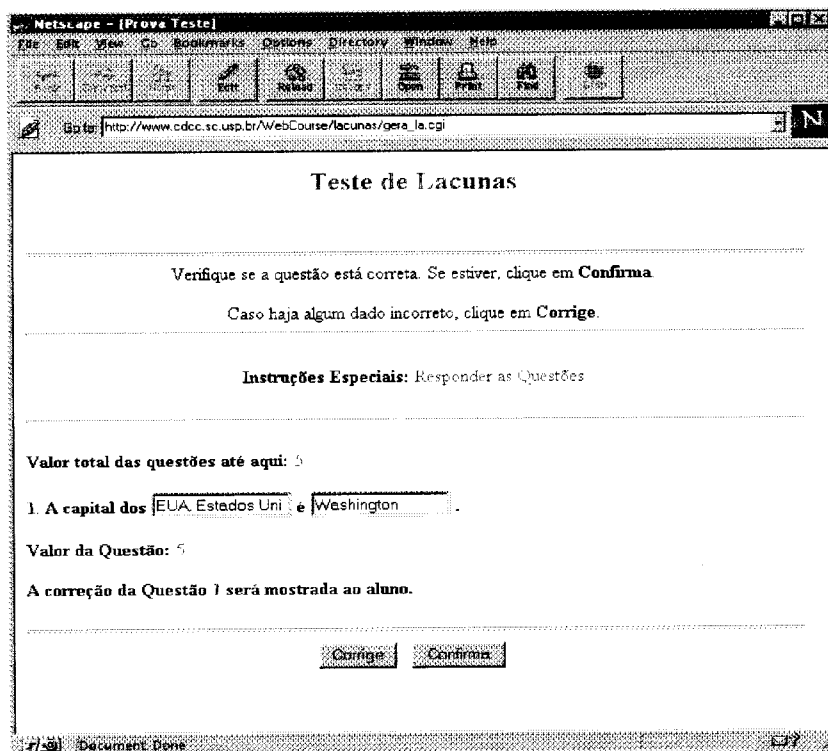 Netscape - [Prova Teste]
File Edit View Go Bookmarks Options Directory Window Help
Edit Reload Open Print Find
Go to: http://www.cdcc.sc.usp.br/WebCourse/lacunas/gera_la.cgi
N
Teste de Lacunas
Verifique se a questão está correta. Se estiver, clique em Confirma.
Caso haja algum dado incorreto, clique em Corrige.
Instruções Especiais: Responder as Questões
Valor total das questões até aqui: 5
1. A capital dos EUA, Estados Uni é Washington .
Valor da Questão: 5
A correção da Questão 1 será mostrada ao aluno.
Corrige Confirma
Document: Done